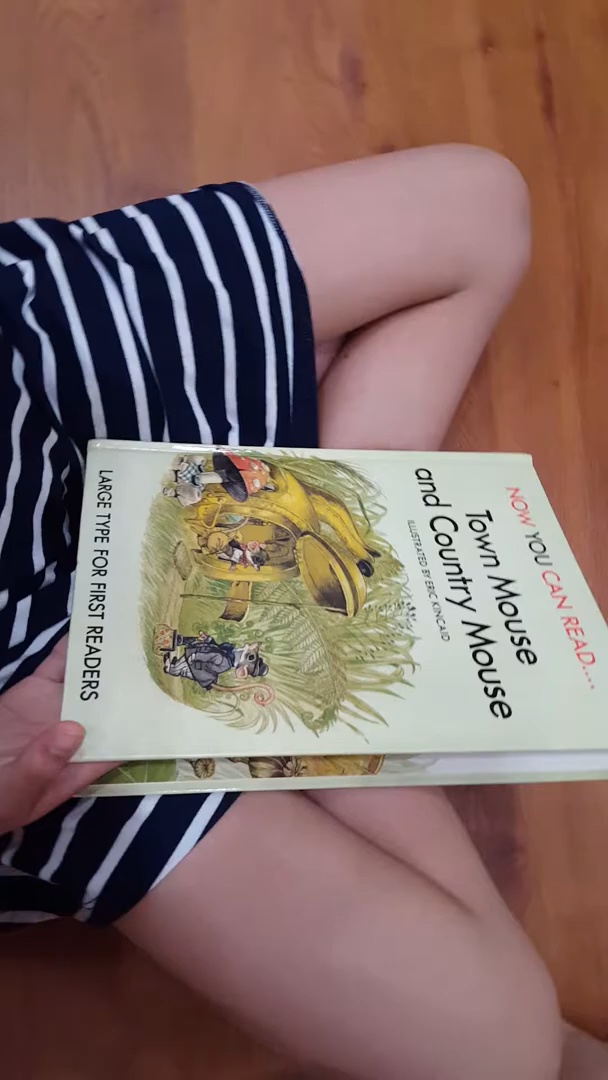 NOW YOU CAN READ....
Town Mouse
and Country Mouse
ILLUSTRATED BY ERIC KINCAID
LARGE TYPE FOR FIRST READERS